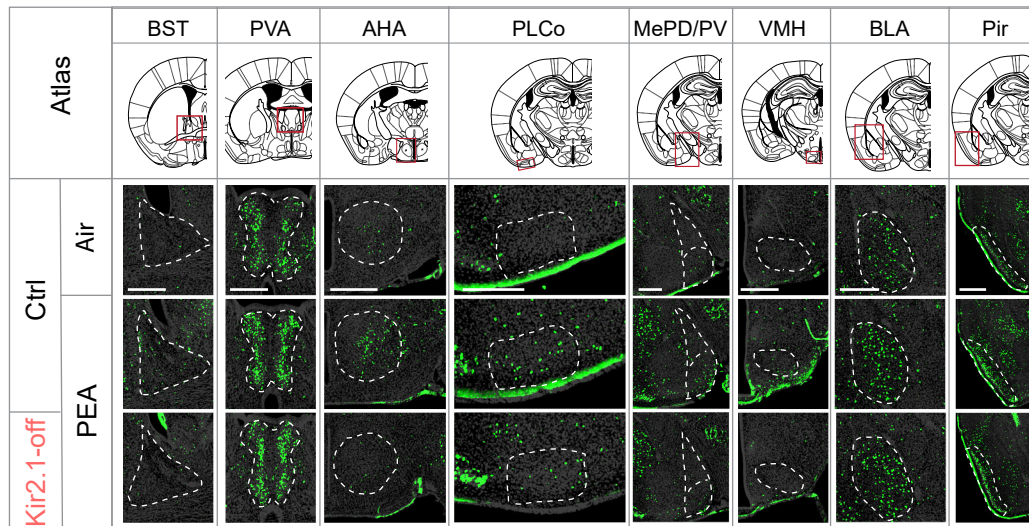 BST PVA AHA PLCo MePD/PV VMH BLA Pir
Atlas
Ctrl
Air
PEA
Kir2.1-off